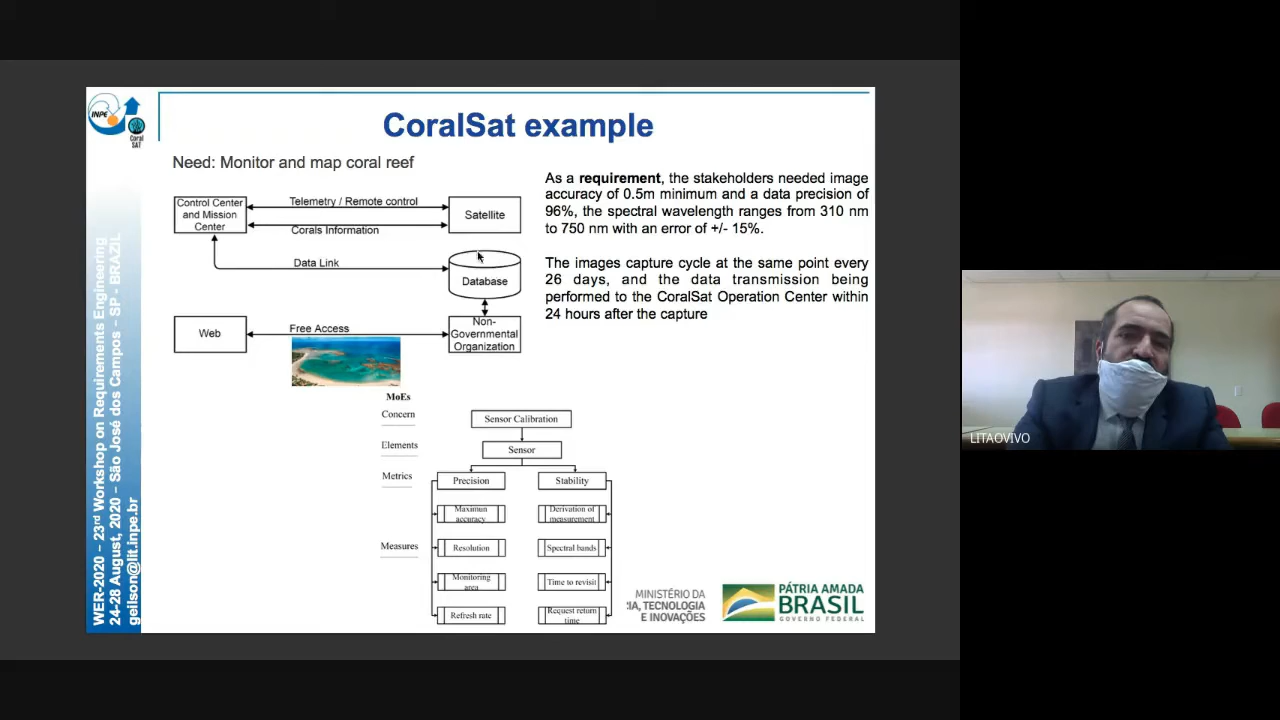 INPE
Coral
SAT
CoralSat example
Need: Monitor and map coral reef
Control Center
and Mission
Center
Telemetry / Remote control
Corals Information
Satellite
Data Link
Database
Web
Free Access
Non-
Governmental
Organization
As a requirement, the stakeholders needed image
accuracy of 0.5m minimum and a data precision of
96%, the spectral wavelength ranges from 310 nm
to 750 nm with an error of +/- 15%.
The images capture cycle at the same point every
26 days, and the data transmission being
performed to the CoralSat Operation Center within
24 hours after the capture
MoEs
Concern
Sensor Calibration
Elements
Sensor
Metrics
Precision
Stability
Measures
Maximun
accuracy
Derivation of
measurement
Resolution
Spectral bands
Monitoring
area
Time to revisit
Refresh rate
Request return
time
WER-2020 – 23rd Workshop on Requirements Engineering
24-28 August, 2020 – São José dos Campos – SP - BRAZIL
geilson@lit.inpe.br
MINISTÉRIO DA
IA, TECNOLOGIA
E INOVAÇÕES
PÁTRIA AMADA
BRASIL
GOVERNO FEDERAL
LITAOVIVO